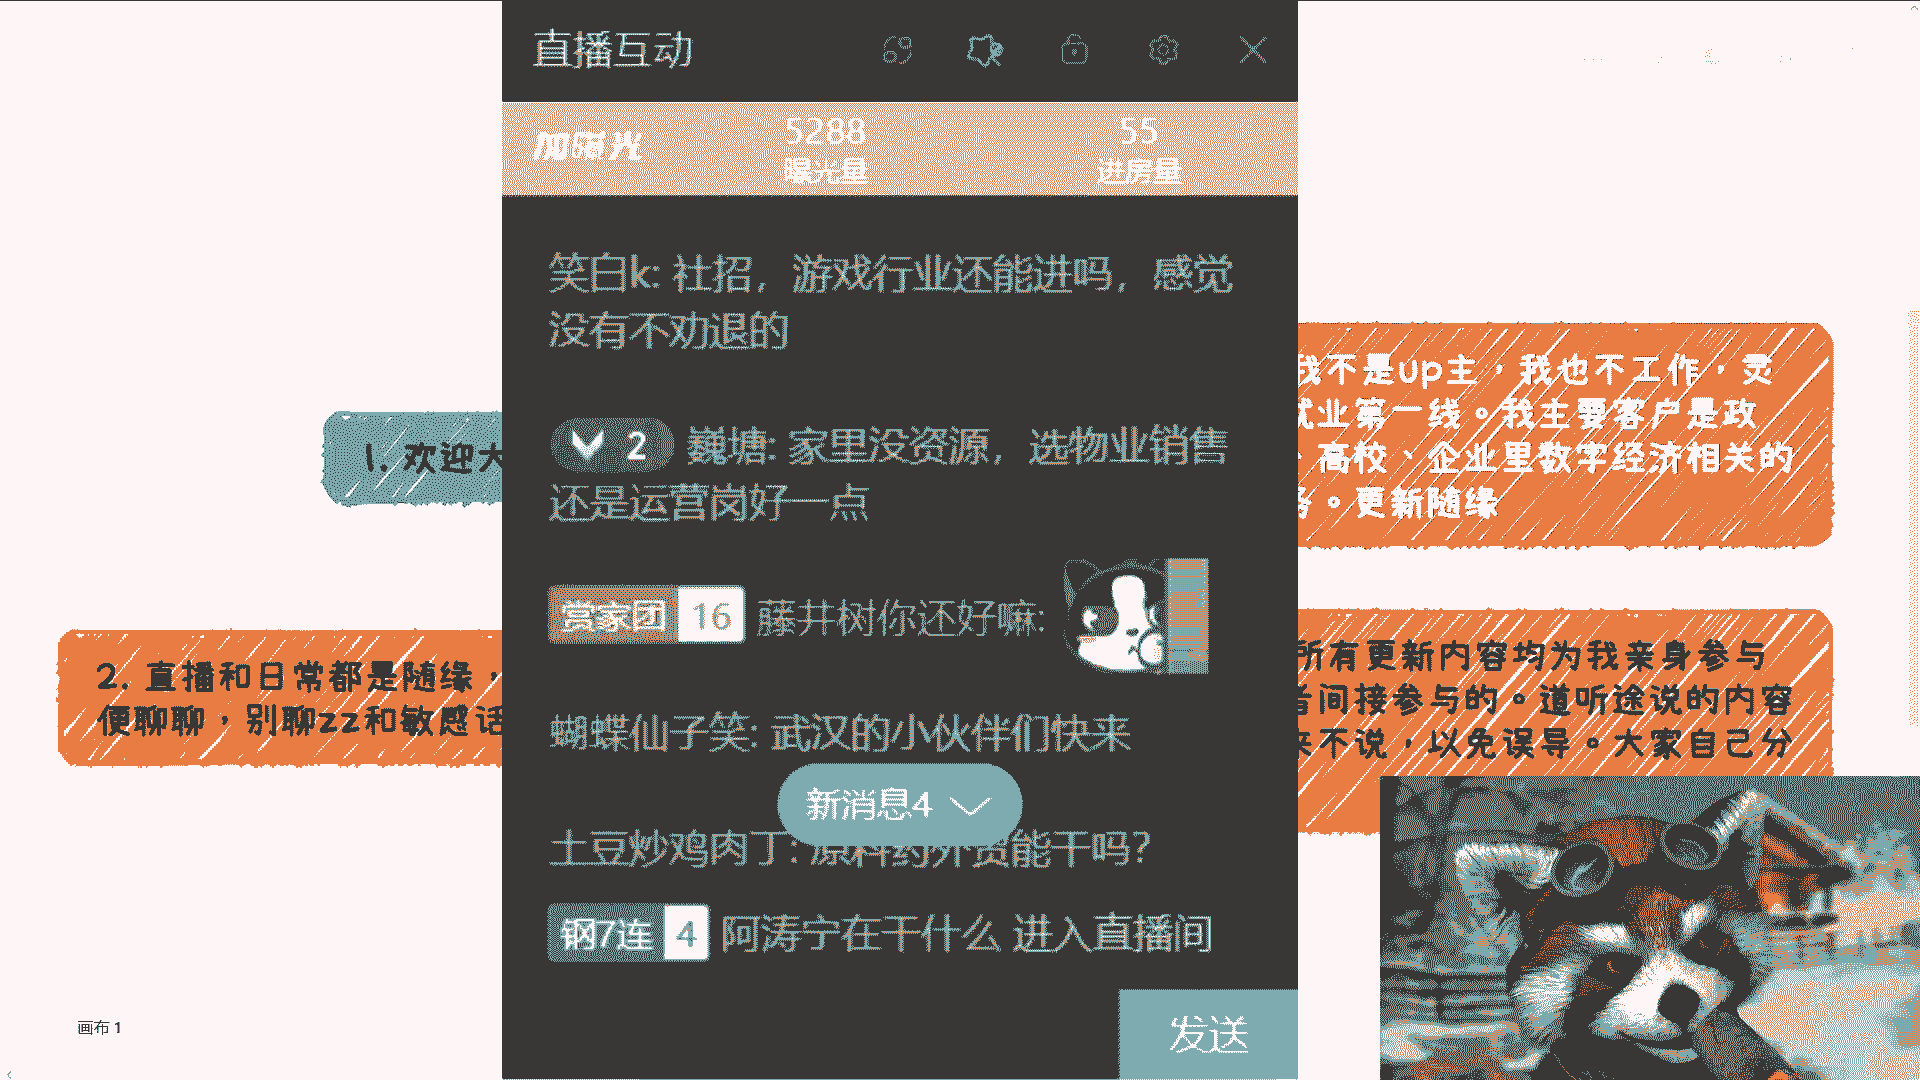 直播互动
加曝光
5288
曝光量
55
进房量
笑白k: 社招，游戏行业还能进吗，感觉
没有不劝退的
2 巍塘: 家里没资源，选物业销售
还是运营岗好一点
赏家团 16 藤井树你还好嘛:
蝴蝶仙子笑: 武汉的小伙伴们快来
新消息4
土豆炒鸡肉丁: 原料药外贸能干吗？
钢7连 4 阿涛宁在干什么 进入直播间
发送
1. 欢迎大
2. 直播和日常都是随缘，
便聊聊，别聊zz和敏感话
我不是up主，我也不工作，灵
就业第一线。我主要客户是政
、高校、企业里数字经济相关的
务。更新随缘
所有更新内容均为我亲身参与
者间接参与的。道听途说的内容
来不说，以免误导。大家自己分
画布 1